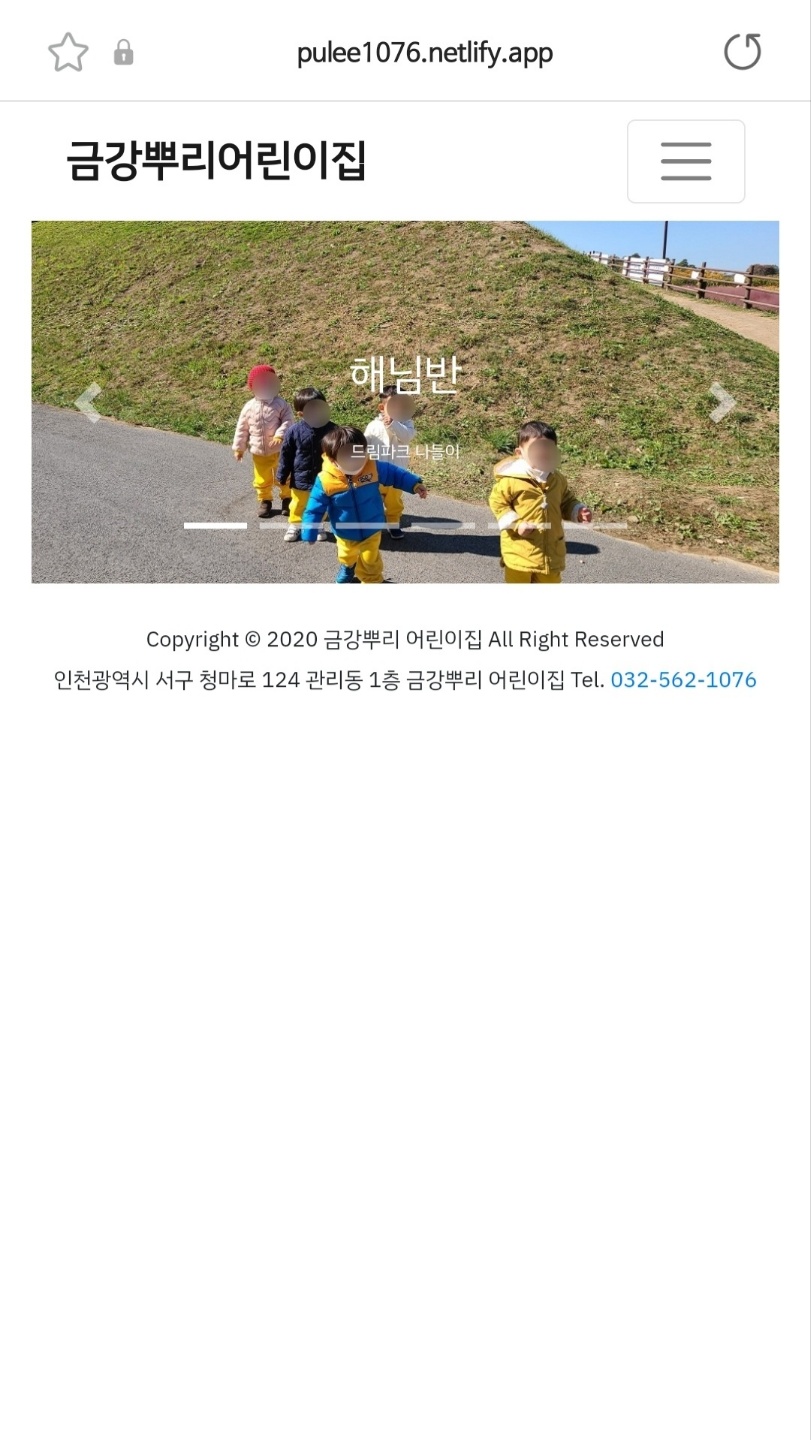 pulee1076.netlify.app
금강뿌리어린이집
해님반
드림파크 나들이
Copyright © 2020 금강뿌리 어린이집 All Right Reserved
인천광역시 서구 청마로 124 관리동 1층 금강뿌리 어린이집 Tel. 032-562-1076